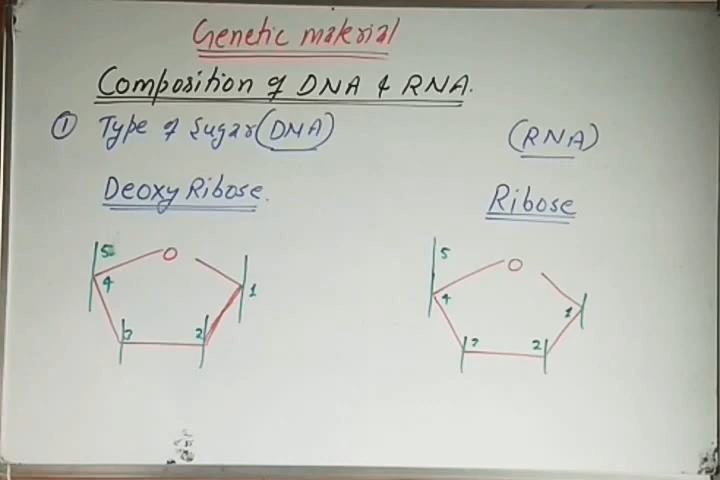 Genetic material
Composition of DNA & RNA.
① Type of Sugar (DNA) (RNA)
Deoxy Ribose. Ribose
5 O 5 O
4 1 4 1
3 2 3 2